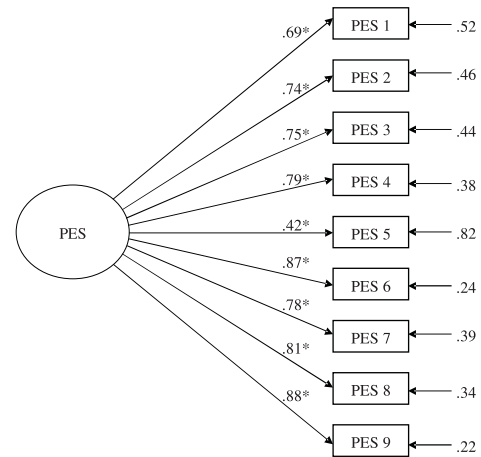 .69* PES 1 .52
.74* PES 2 .46
.75* PES 3 .44
.79* PES 4 .38
PES .42* PES 5 .82
.87* PES 6 .24
.78* PES 7 .39
.81* PES 8 .34
.88* PES 9 .22